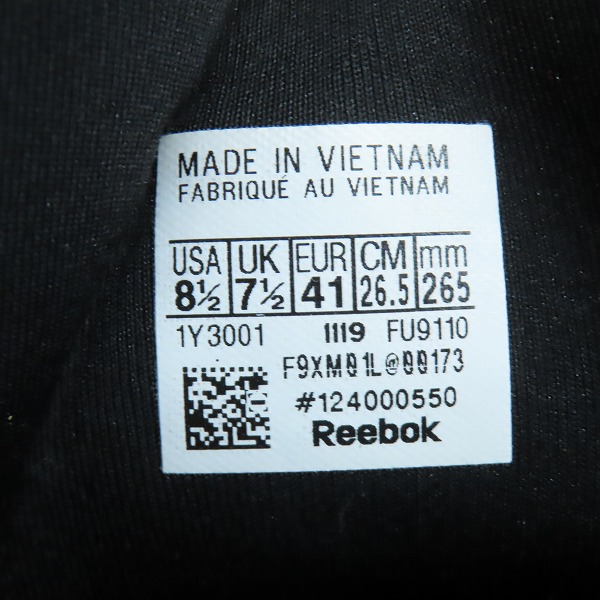 MADE IN VIETNAM
FABRIQUÉ AU VIETNAM
USA UK EUR CM mm
8½ 7½ 41 26.5 265
1Y3001 1119 FU9110
F9XM01L@00173
#124000550
Reebok